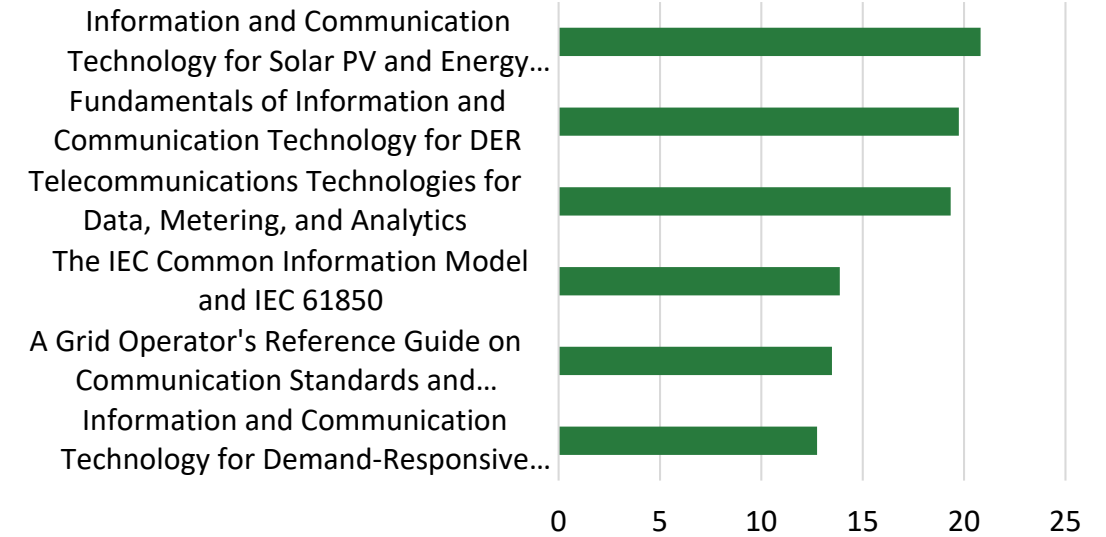 Information and Communication
Technology for Solar PV and Energy...
Fundamentals of Information and
Communication Technology for DER
Telecommunications Technologies for
Data, Metering, and Analytics
The IEC Common Information Model
and IEC 61850
A Grid Operator's Reference Guide on
Communication Standards and...
Information and Communication
Technology for Demand-Responsive...
0 5 10 15 20 25